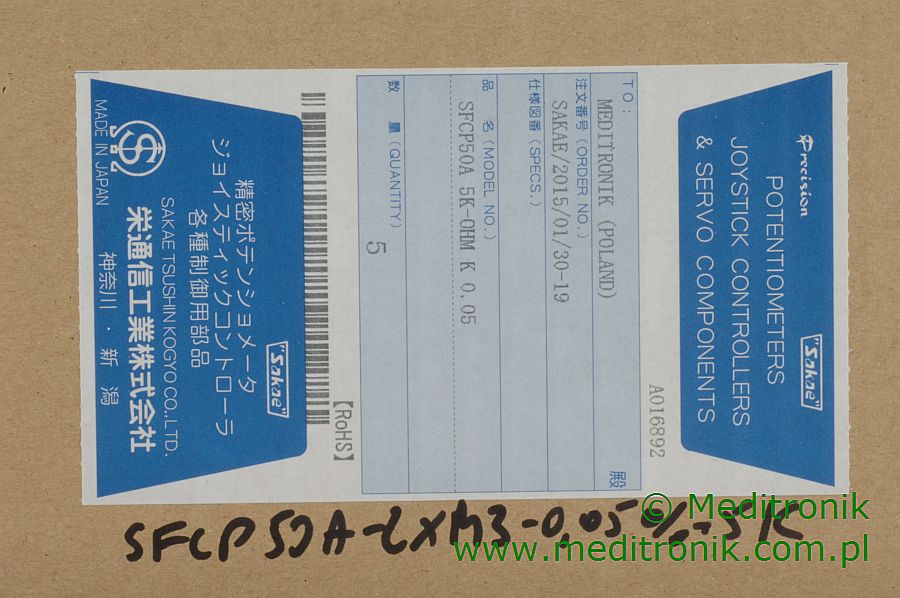 Precision
POTENTIOMETERS
JOYSTICK CONTROLLERS
& SERVO COMPONENTS
"Sakae"
A016892
TO:
MEDITRONIK (POLAND)
殿
注文番号 (ORDER NO.)
SAKAE/2015/01/30-19
仕様図番 (SPECS.)
品 名 (MODEL NO.)
SFCP50A 5K-OHM K 0.05
数 量 (QUANTITY)
5
【RoHS】
"Sakae"
精密ポテンショメータ
ジョイスティックコントローラ
各種制御用部品
SAKAE TSUSHIN KOGYO CO.,LTD.
栄通信工業株式会社
神奈川・新潟
MADE IN JAPAN
SFCP50A-2XM3-0,05%-5K
© Meditronik
www.meditronik.com.pl